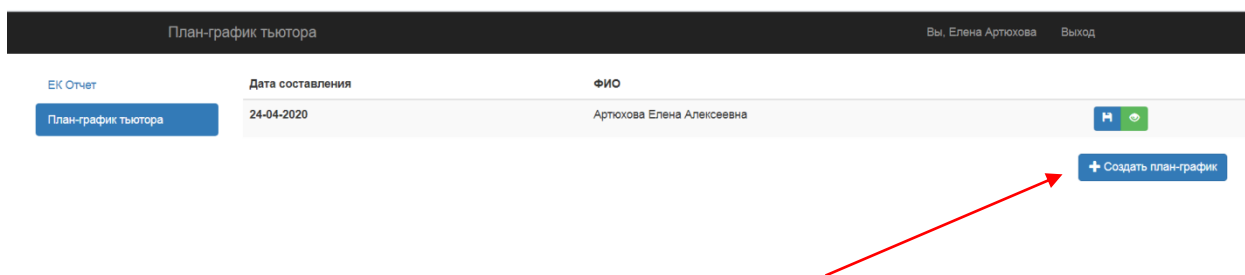 План-график тьютора Вы, Елена Артюхова Выход
ЕК Отчет Дата составления ФИО
План-график тьютора 24-04-2020 Артюхова Елена Алексеевна
Создать план-график